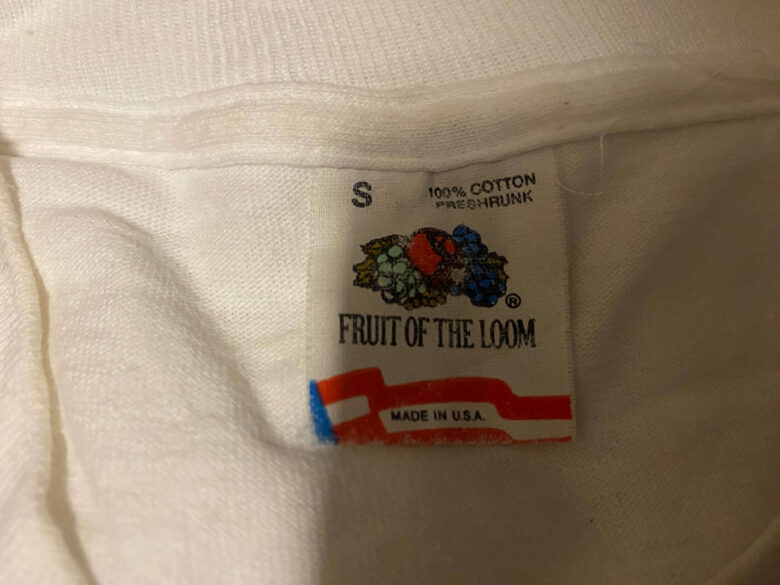 S
100% COTTON
PRESHRUNK
®
FRUIT OF THE LOOM
MADE IN U.S.A.